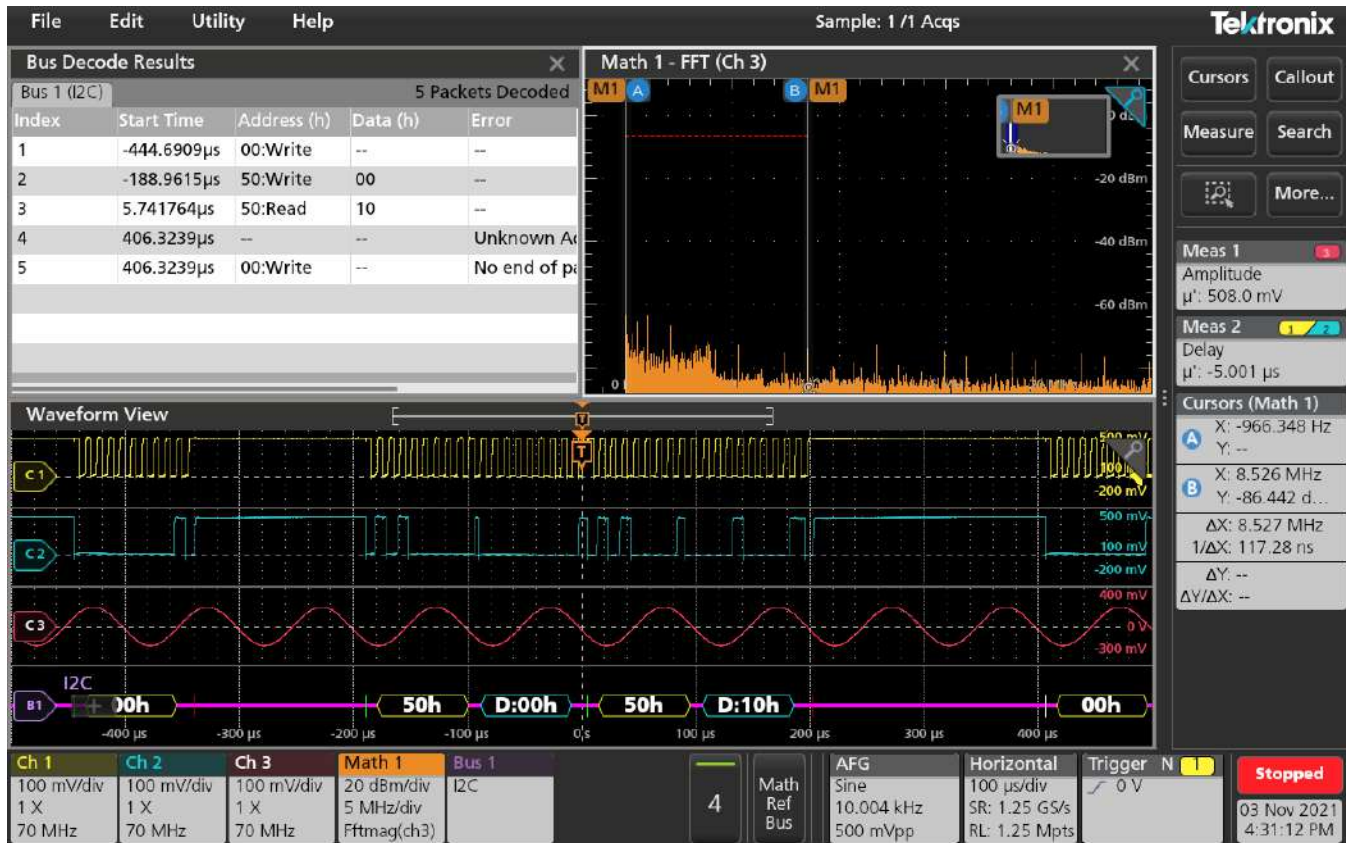 File Edit Utility Help Sample: 1 /1 Acqs Tektronix
Bus Decode Results
Bus 1 (I2C) 5 Packets Decoded
Index Start Time Address (h) Data (h) Error
1 -444.6909µs 00:Write -- --
2 -188.9615µs 50:Write 00 --
3 5.741764µs 50:Read 10 --
4 406.3239µs -- -- Unknown
5 406.3239µs 00:Write -- No end of
Math 1 - FFT (Ch 3)
M1 A B M1
M1
-20 dBm
-40 dBm
-60 dBm
Cursors Callout
Measure Search
More...
Meas 1 3
Amplitude
µ': 508.0 mV
Meas 2 1 2
Delay
µ': -5.001 µs
Cursors (Math 1)
A X: -966.348 Hz
Y: --
B X: 8.526 MHz
Y: -86.442 d...
ΔX: 8.527 MHz
1/ΔX: 117.28 ns
ΔY: --
ΔY/ΔX: --
Waveform View
T
T
C1
500 mV
100
-200 mV
C2
500 mV
100 mV
-200 mV
C3
400 mV
0 V
-300 mV
I2C
B1 00h 50h D:00h 50h D:10h 00h
-400 µs -300 µs -200 µs -100 µs 0s 100 µs 200 µs 300 µs 400 µs
Ch 1
100 mV/div
1 X
70 MHz
Ch 2
100 mV/div
1 X
70 MHz
Ch 3
100 mV/div
1 X
70 MHz
Math 1
20 dBm/div
5 MHz/div
Fftmag(ch3)
Bus 1
I2C
4
Math
Ref
Bus
AFG
Sine
10.004 kHz
500 mVpp
Horizontal
100 µs/div
SR: 1.25 GS/s
RL: 1.25 Mpts
Trigger N 1
0 V
Stopped
03 Nov 2021
4:31:12 PM